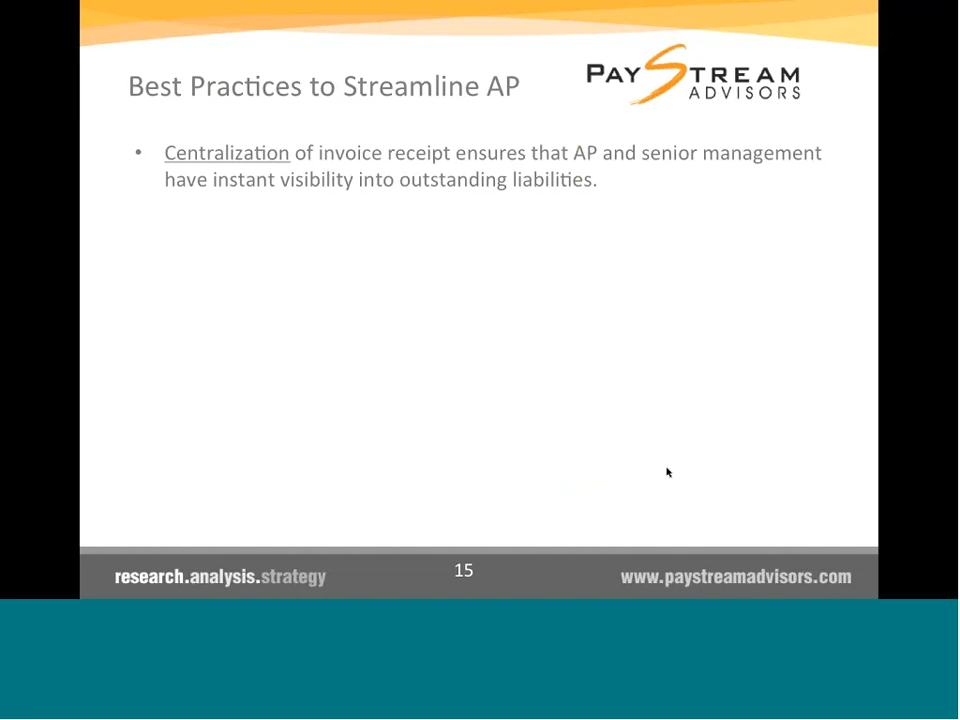 Best Practices to Streamline AP
PAYSTREAM
ADVISORS
• Centralization of invoice receipt ensures that AP and senior management
have instant visibility into outstanding liabilities.
research.analysis.strategy
15
www.paystreamadvisors.com